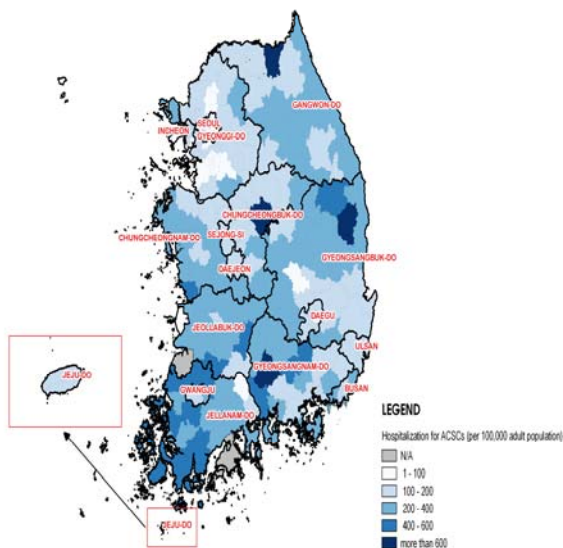 GANGWON-DO
SEOUL
INCHEON
GYEONGGI-DO
CHUNGCHEONGBUK-DO
CHUNGCHEONGNAM-DO
SEJONG-SI
GYEONGSANGBUK-DO
DAEJEON
DAEGU
JEOLLABUK-DO
ULSAN
GYEONGSANGNAM-DO
JEJU-DO
GWANGJU
BUSAN
JELLANAM-DO
JEJU-DO
LEGEND
Hospitalization for ACSCs (per 100,000 adult population)
N/A
1 - 100
100 - 200
200 - 400
400 - 600
more than 600